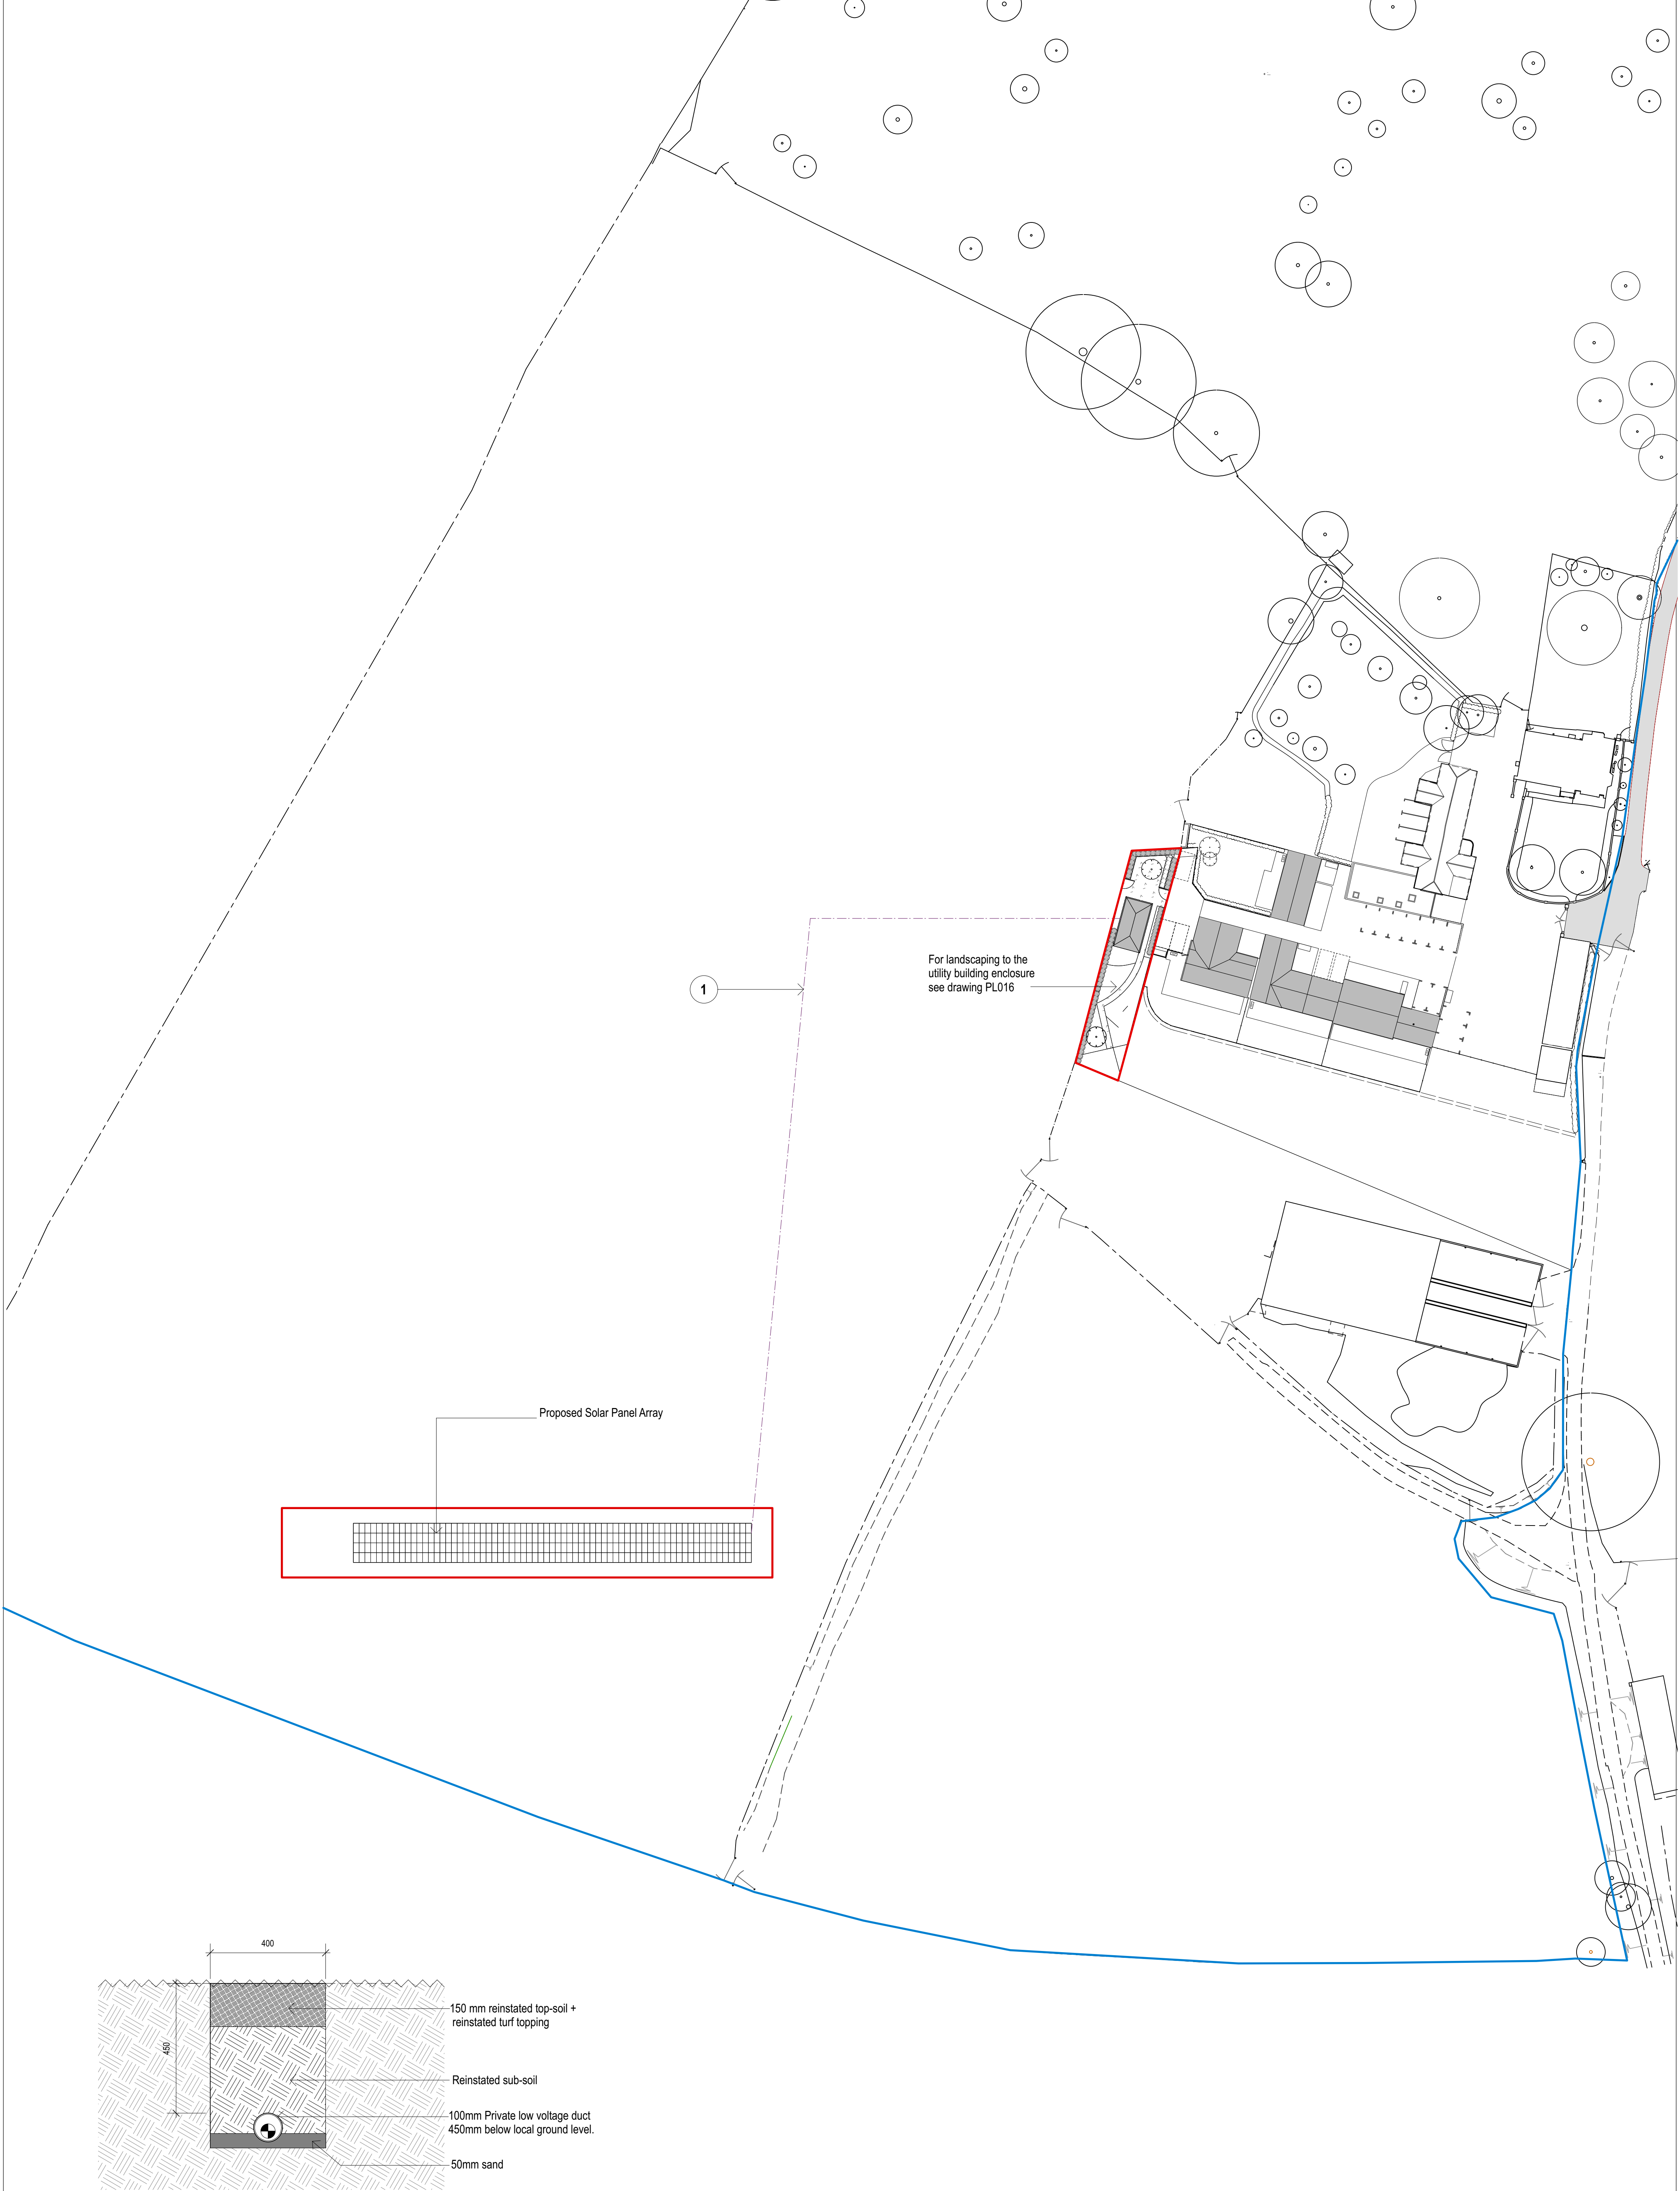 For landscaping to the
utility building enclosure
see drawing PL016
1
Proposed Solar Panel Array
400
150 mm reinstated top-soil +
reinstated turf topping
450
Reinstated sub-soil
100mm Private low voltage duct
450mm below local ground level.
50mm sand